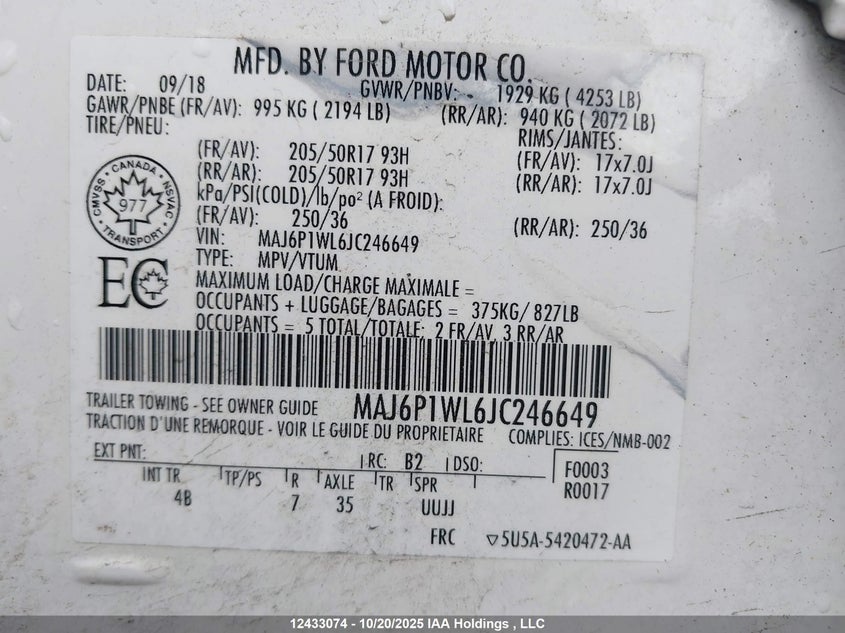 MFD. BY FORD MOTOR CO.
DATE: 09/18 GVWR/PNBV: 1929 KG ( 4253 LB)
GAWR/PNBE (FR/AV): 995 KG ( 2194 LB) (RR/AR): 940 KG ( 2072 LB)
TIRE/PNEU: RIMS/JANTES:
(FR/AV): 205/50R17 93H (FR/AV): 17x7.0J
(RR/AR): 205/50R17 93H (RR/AR): 17x7.0J
kPa/PSI(COLD)/lb/po² (A FROID):
(FR/AV): 250/36 (RR/AR): 250/36
VIN: MAJ6P1WL6JC246649
TYPE: MPV/VTUM
CANADA
CMVSS NSVAC
977
TRANSPORT
EC
MAXIMUM LOAD/CHARGE MAXIMALE =
OCCUPANTS + LUGGAGE/BAGAGES = 375KG/ 827LB
OCCUPANTS = 5 TOTAL/TOTALE: 2 FR/AV, 3 RR/AR
TRAILER TOWING - SEE OWNER GUIDE MAJ6P1WL6JC246649
TRACTION D'UNE REMORQUE - VOIR LE GUIDE DU PROPRIETAIRE COMPLIES: ICES/NMB-002
EXT PNT: RC: B2 DSO: F0003
INT TR TP/PS R AXLE TR SPR R0017
4B 7 35 UUJJ
FRC ▽5U5A-5420472-AA
12433074 - 10/20/2025 IAA Holdings , LLC